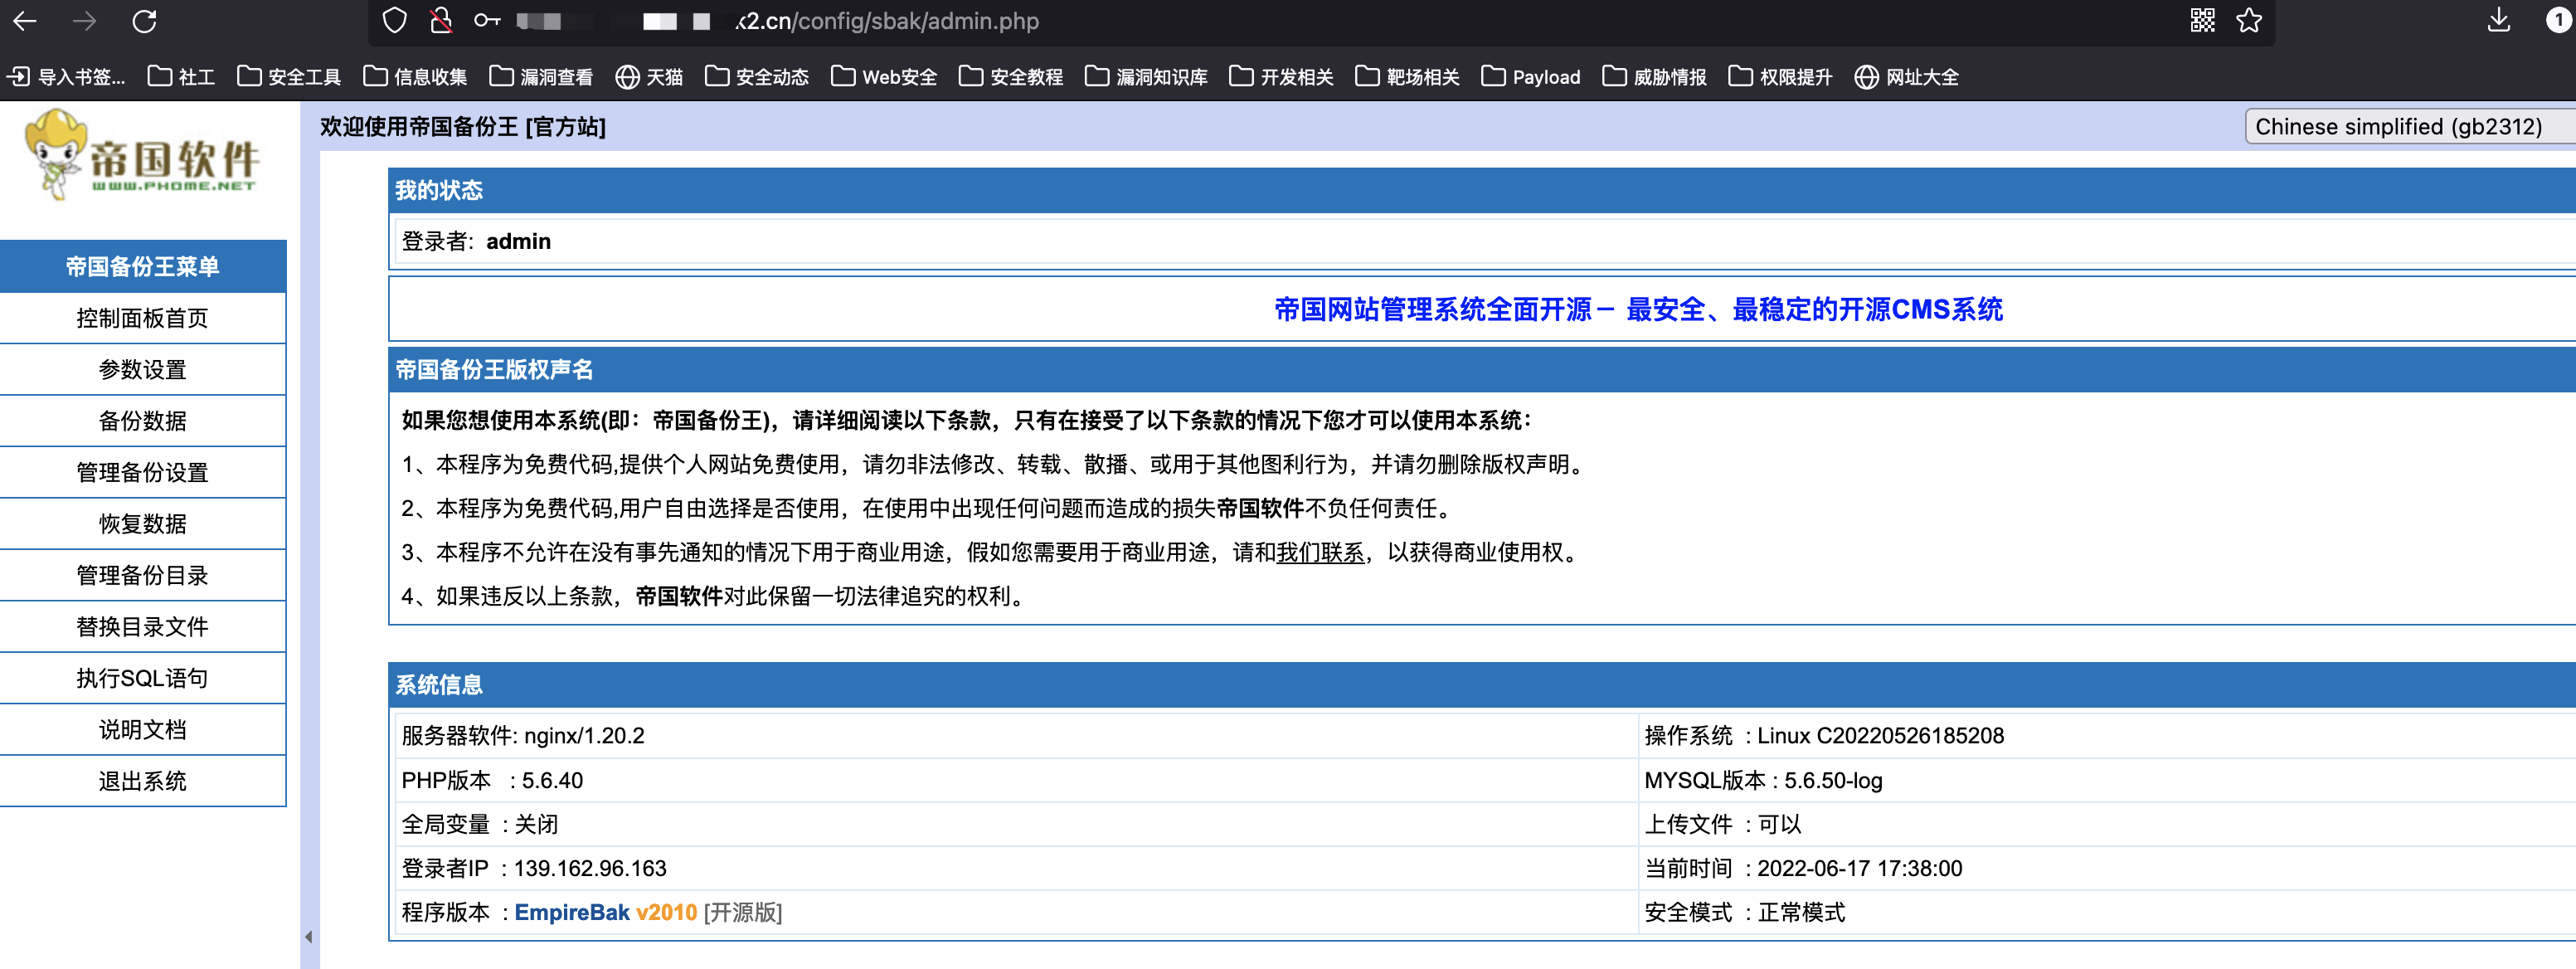 k2.cn/config/sbak/admin.php
1
导入书签... 社工 安全工具 信息收集 漏洞查看 天猫 安全动态 Web安全 安全教程 漏洞知识库 开发相关 靶场相关 Payload 威胁情报 权限提升 网址大全
帝国软件
WWW.PHOME.NET
欢迎使用帝国备份王 [官方站]
Chinese simplified (gb2312)
帝国备份王菜单
控制面板首页
参数设置
备份数据
管理备份设置
恢复数据
管理备份目录
替换目录文件
执行SQL语句
说明文档
退出系统
我的状态
登录者: admin
帝国网站管理系统全面开源－ 最安全、最稳定的开源CMS系统
帝国备份王版权声名
如果您想使用本系统(即：帝国备份王)，请详细阅读以下条款，只有在接受了以下条款的情况下您才可以使用本系统：
1、本程序为免费代码,提供个人网站免费使用，请勿非法修改、转载、散播、或用于其他图利行为，并请勿删除版权声明。
2、本程序为免费代码,用户自由选择是否使用，在使用中出现任何问题而造成的损失帝国软件不负任何责任。
3、本程序不允许在没有事先通知的情况下用于商业用途，假如您需要用于商业用途，请和我们联系，以获得商业使用权。
4、如果违反以上条款，帝国软件对此保留一切法律追究的权利。
系统信息
服务器软件: nginx/1.20.2
操作系统 : Linux C20220526185208
PHP版本 : 5.6.40
MYSQL版本 : 5.6.50-log
全局变量 : 关闭
上传文件 : 可以
登录者IP : 139.162.96.163
当前时间 : 2022-06-17 17:38:00
程序版本 : EmpireBak v2010 [开源版]
安全模式 : 正常模式